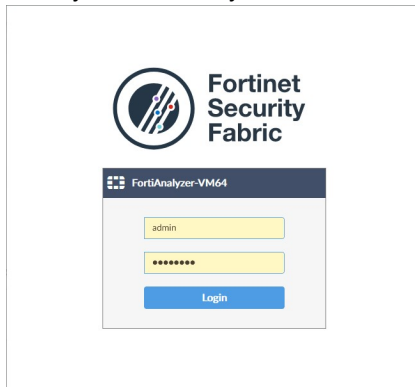 Fortinet
Security
Fabric
FortiAnalyzer-VM64
admin
••••••••
Login